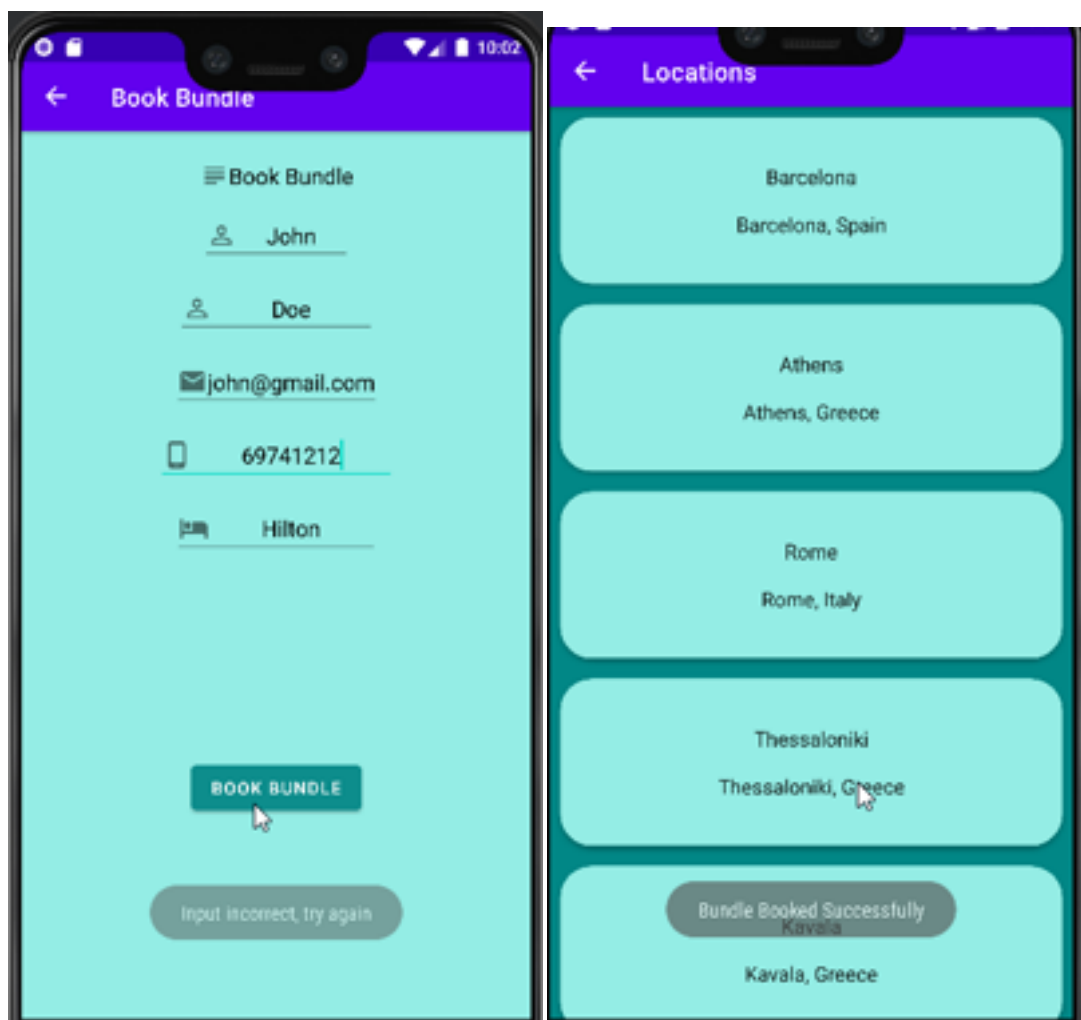 10:02
Book Bundle
Book Bundle
John
Doe
john@gmail.com
69741212
Hilton
BOOK BUNDLE
Input incorrect, try again
Locations
Barcelona
Barcelona, Spain
Athens
Athens, Greece
Rome
Rome, Italy
Thessaloniki
Thessaloniki, Greece
Bundle Booked Successfully
Kavala
Kavala, Greece